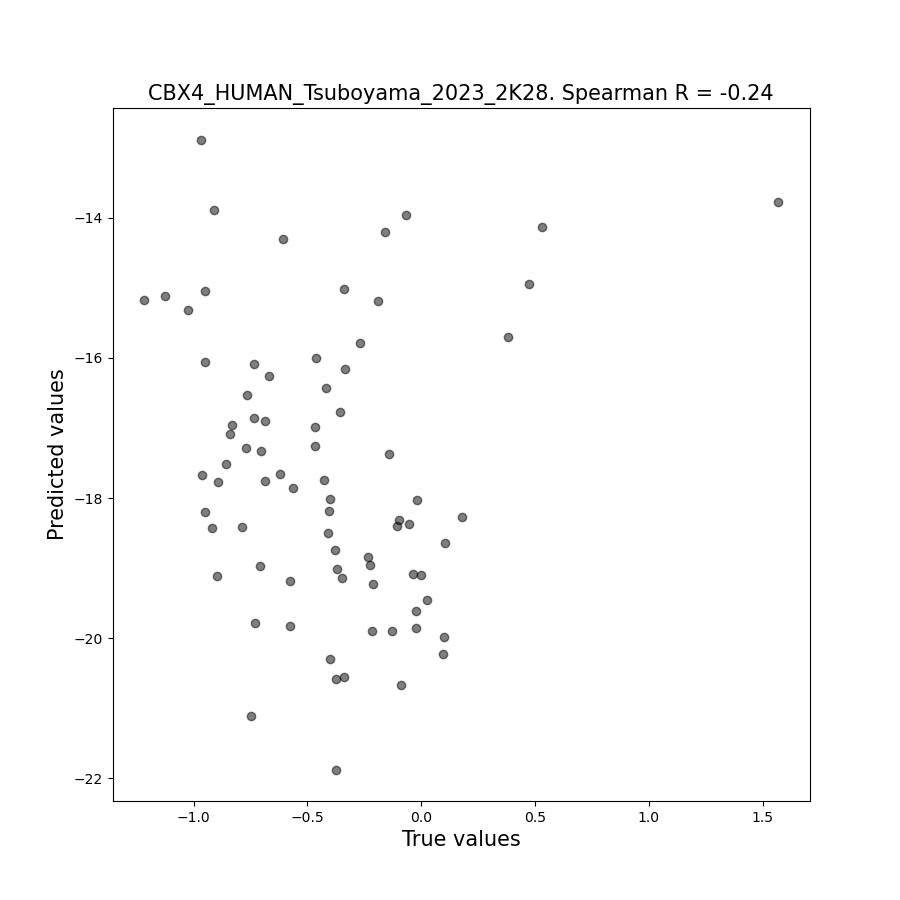 CBX4_HUMAN_Tsuboyama_2023_2K28. Spearman R = -0.24
Predicted values
−14
−16
−18
−20
−22
−1.0 −0.5 0.0 0.5 1.0 1.5
True values